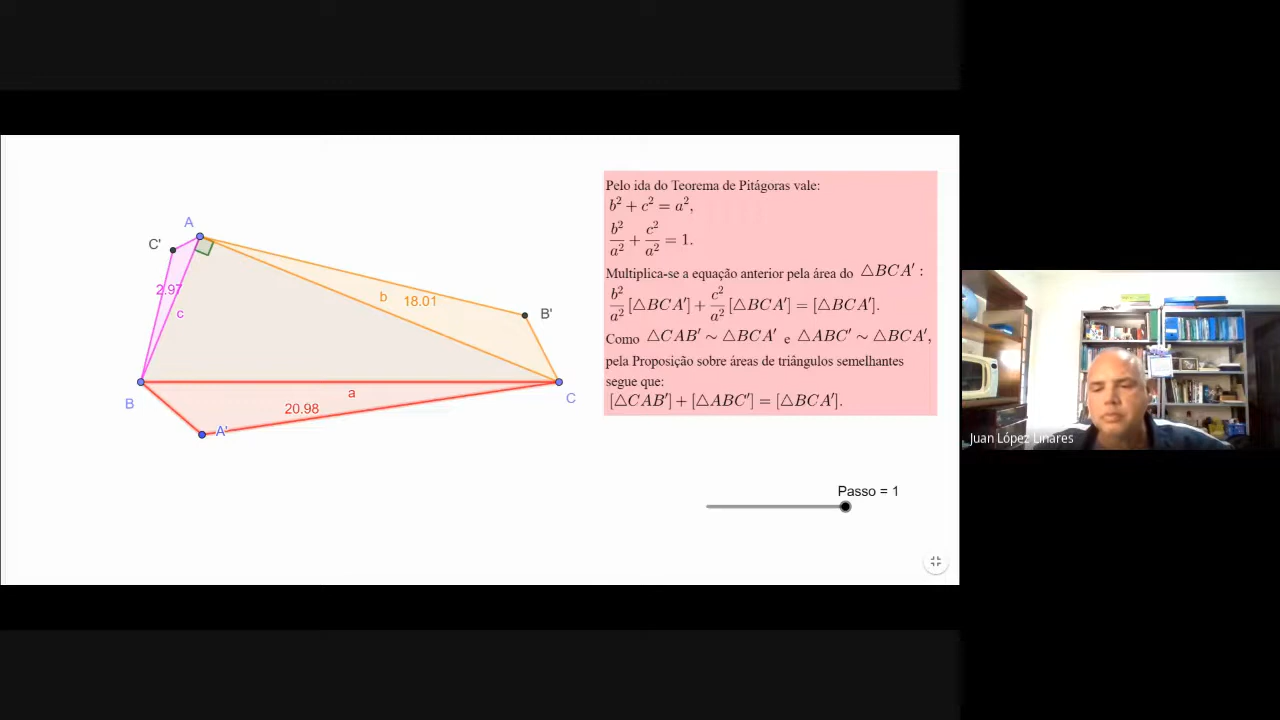 A
C'
2.97
c
b
18.01
B'
B
a
20.98
C
A'
Pelo ida do Teorema de Pitágoras vale:
b² + c² = a²,
b²/a² + c²/a² = 1.
Multiplica-se a equação anterior pela área do △BCA′ :
b²/a² [△BCA′] + c²/a² [△BCA′] = [△BCA′].
Como △CAB′ ∼ △BCA′ e △ABC′ ∼ △BCA′,
pela Proposição sobre áreas de triângulos semelhantes
segue que:
[△CAB′] + [△ABC′] = [△BCA′].
Passo = 1
Juan López Linares